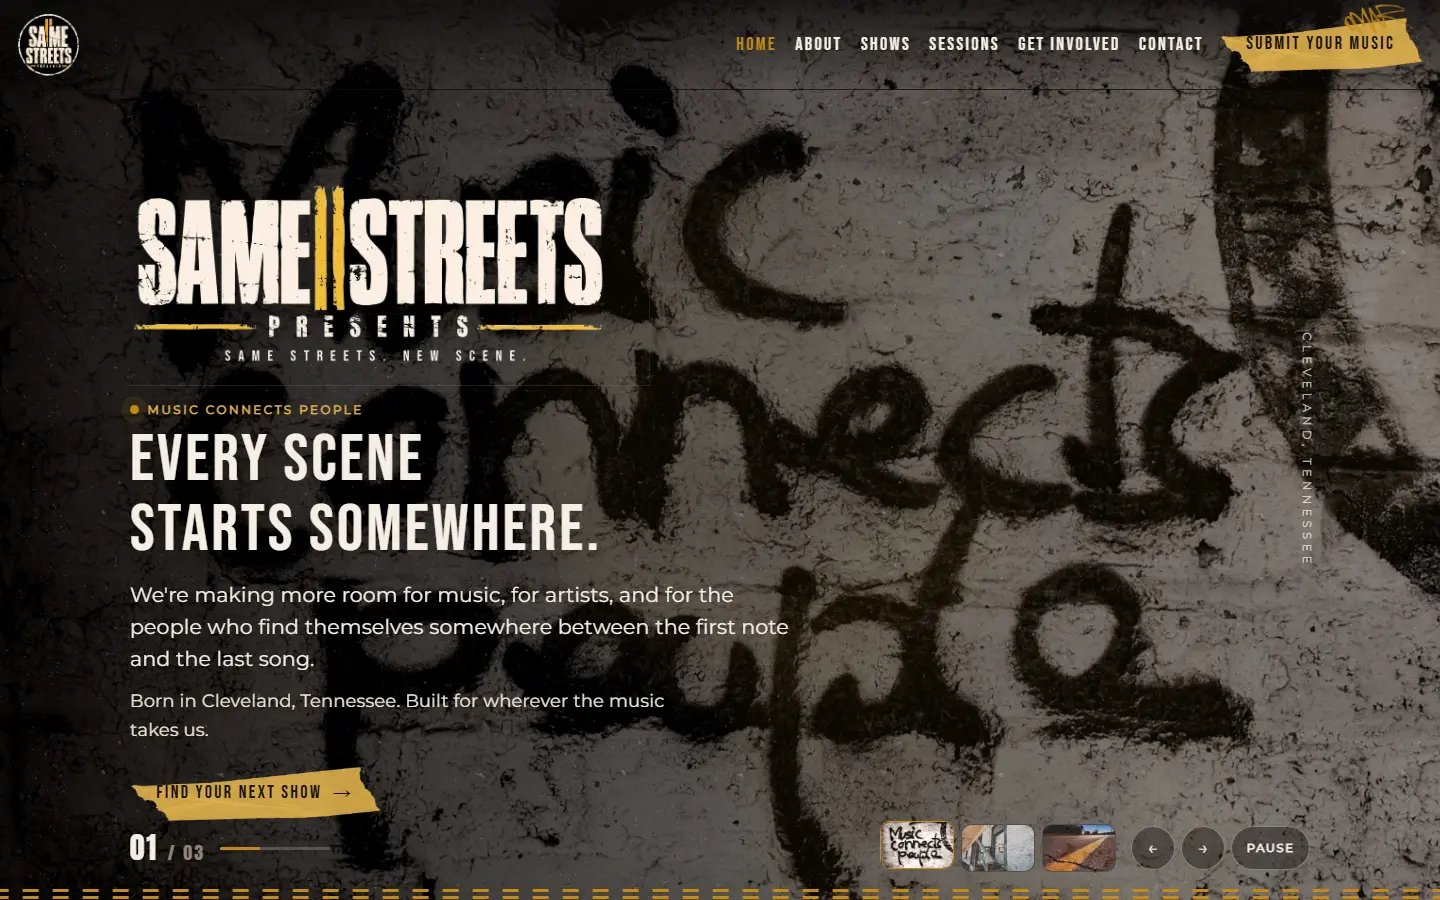 SAME STREETS
HOME ABOUT SHOWS SESSIONS GET INVOLVED CONTACT SUBMIT YOUR MUSIC
Music
connects
people
SAME STREETS
PRESENTS
SAME STREETS. NEW SCENE.
MUSIC CONNECTS PEOPLE
EVERY SCENE
STARTS SOMEWHERE.
We're making more room for music, for artists, and for the
people who find themselves somewhere between the first note
and the last song.
Born in Cleveland, Tennessee. Built for wherever the music
takes us.
FIND YOUR NEXT SHOW →
CLEVELAND, TENNESSEE
01 / 03
Music
connects
people
← → PAUSE